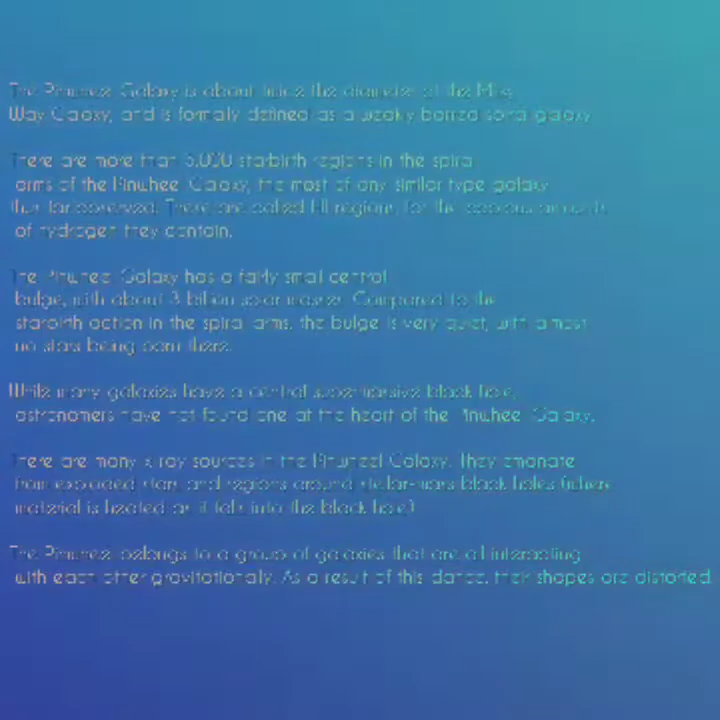 The Pinwheel Galaxy is about twice the diameter of the Milky
Way Galaxy, and is formally defined as a weakly barred spiral galaxy
There are more than 3,000 starbirth regions in the spiral
arms of the Pinwheel Galaxy, the most of any similar type galaxy
thus far observed. These are called HII regions, for the copious amounts
of hydrogen they contain.
The Pinwheel Galaxy has a fairly small central
bulge, with about 3 billion solar masses. Compared to the
starbirth action in the spiral arms, the bulge is very quiet, with almost
no stars being born there.
While many galaxies have a central supermassive black hole,
astronomers have not found one at the heart of the Pinwheel Galaxy.
There are many x-ray sources in the Pinwheel Galaxy. They emanate
from exploded stars and regions around stellar-mass black holes (where
material is heated as it falls into the black hole)
The Pinwheel belongs to a group of galaxies that are all interacting
with each other gravitationally. As a result of this dance, their shapes are distorted.